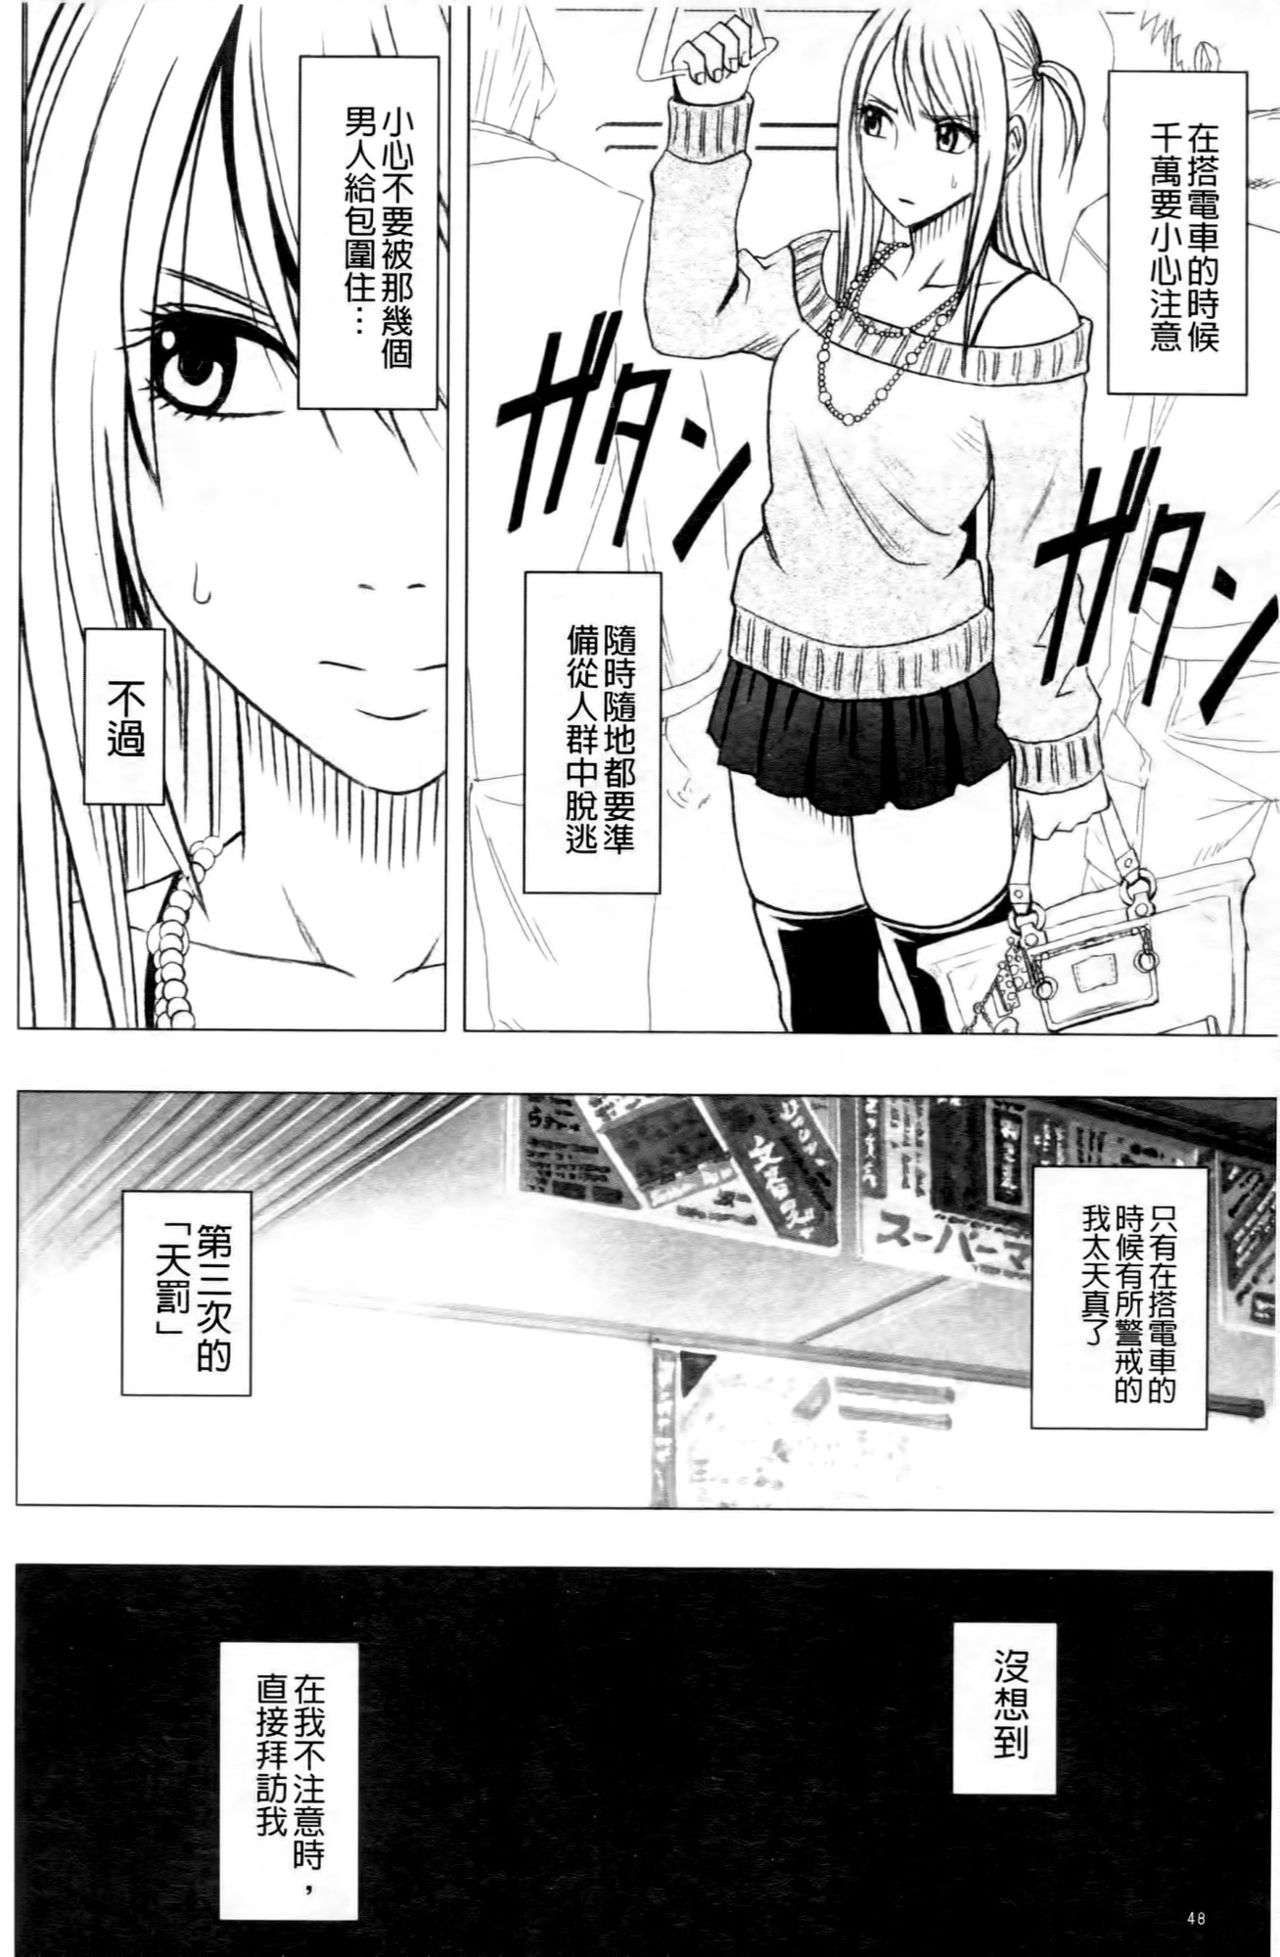 在搭電車的時候
千萬要小心注意
ガタン
ガタン
隨時隨地都要準
備從人群中脫逃
小心不要被那幾個
男人給包圍住…
不過
只有在搭電車的
時候有所警戒的
我太天真了
スーパーマ
第三次的
「天罰」
沒想到
在我不注意時，
直接拜訪我
48